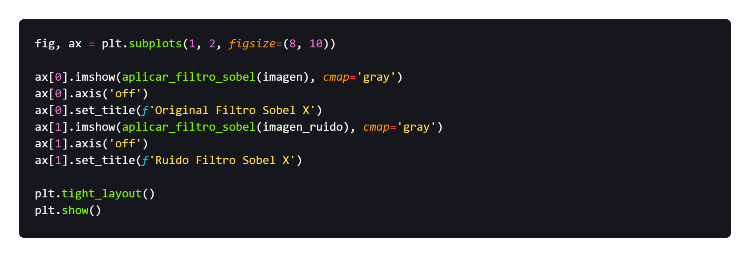 fig, ax = plt.subplots(1, 2, figsize=(8, 10))
ax[0].imshow(aplicar_filtro_sobel(imagen), cmap='gray')
ax[0].axis('off')
ax[0].set_title(f'Original Filtro Sobel X')
ax[1].imshow(aplicar_filtro_sobel(imagen_ruido), cmap='gray')
ax[1].axis('off')
ax[1].set_title(f'Ruido Filtro Sobel X')
plt.tight_layout()
plt.show()